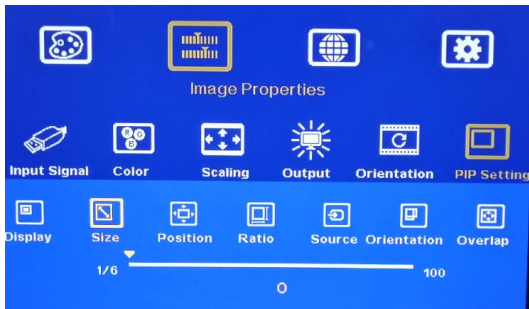 Image Properties
Input Signal Color Scaling Output Orientation PIP Setting
R G B
Display Size Position Ratio Source Orientation Overlap
1/6 100
0